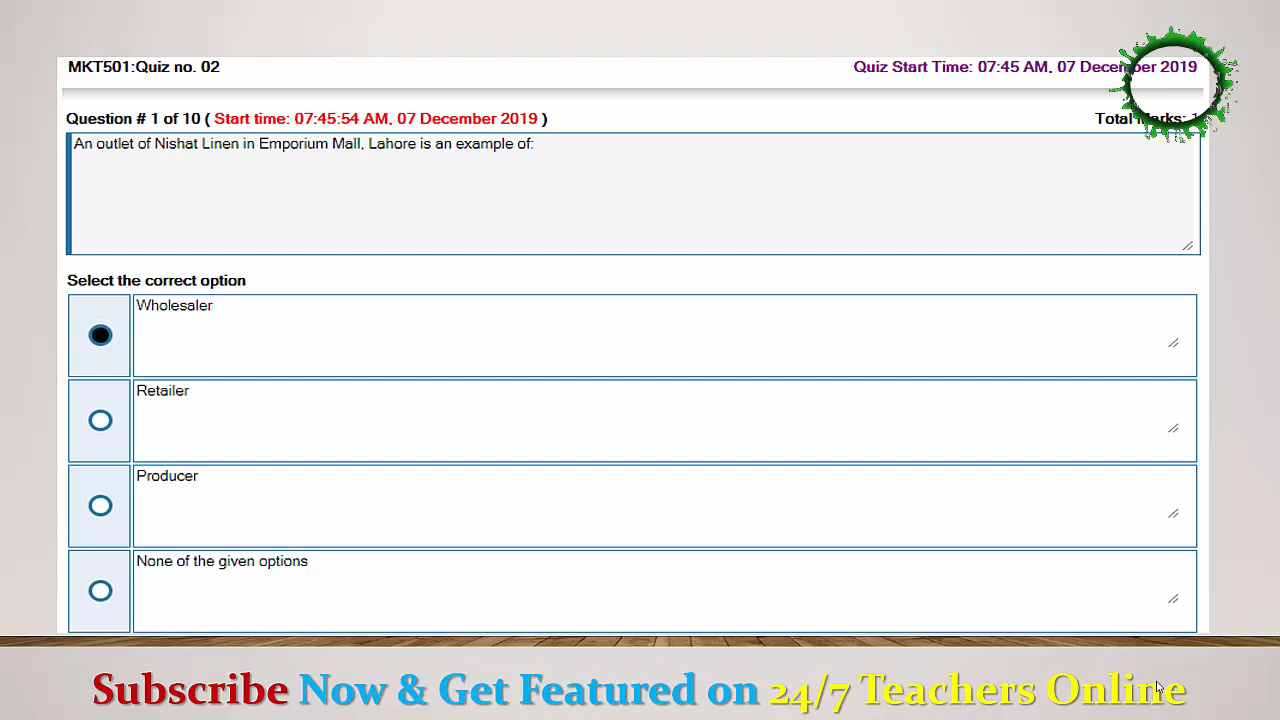 MKT501:Quiz no. 02
Quiz Start Time: 07:45 AM, 07 December 2019
Question # 1 of 10 ( Start time: 07:45:54 AM, 07 December 2019 )
Total Marks: 1
An outlet of Nishat Linen in Emporium Mall, Lahore is an example of:
Select the correct option
Wholesaler
Retailer
Producer
None of the given options
Subscribe Now & Get Featured on 24/7 Teachers Online